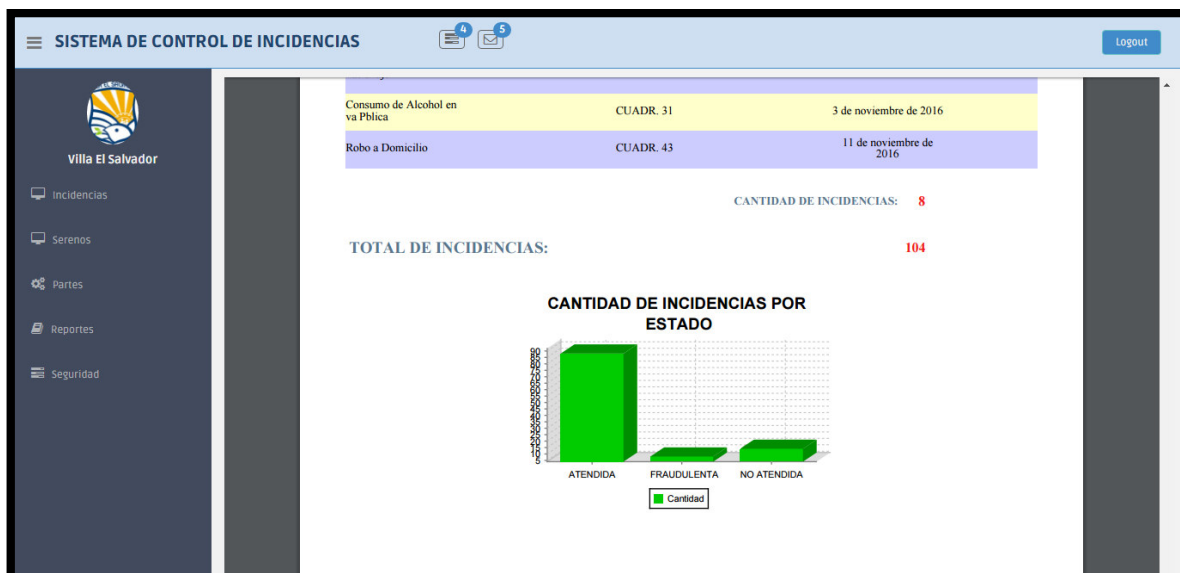 SISTEMA DE CONTROL DE INCIDENCIAS
4
5
Logout
Villa El Salvador
Incidencias
Serenos
Partes
Reportes
Seguridad
Consumo de Alcohol en
va Pblica
CUADR. 31
3 de noviembre de 2016
Robo a Domicilio
CUADR. 43
11 de noviembre de
2016
CANTIDAD DE INCIDENCIAS: 8
TOTAL DE INCIDENCIAS: 104
CANTIDAD DE INCIDENCIAS POR
ESTADO
90
85
80
75
70
65
60
55
50
45
40
35
30
25
20
15
10
5
ATENDIDA
FRAUDULENTA
NO ATENDIDA
Cantidad